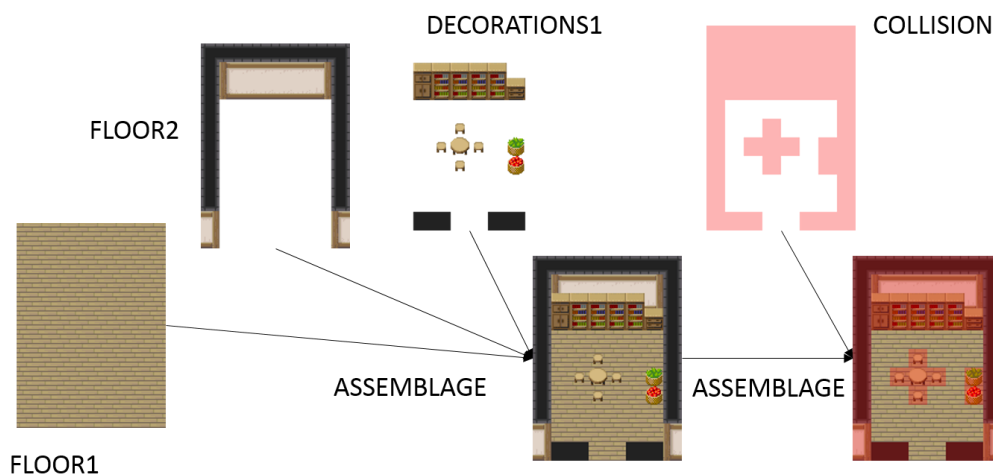 DECORATIONS1
COLLISION
FLOOR2
ASSEMBLAGE
ASSEMBLAGE
FLOOR1